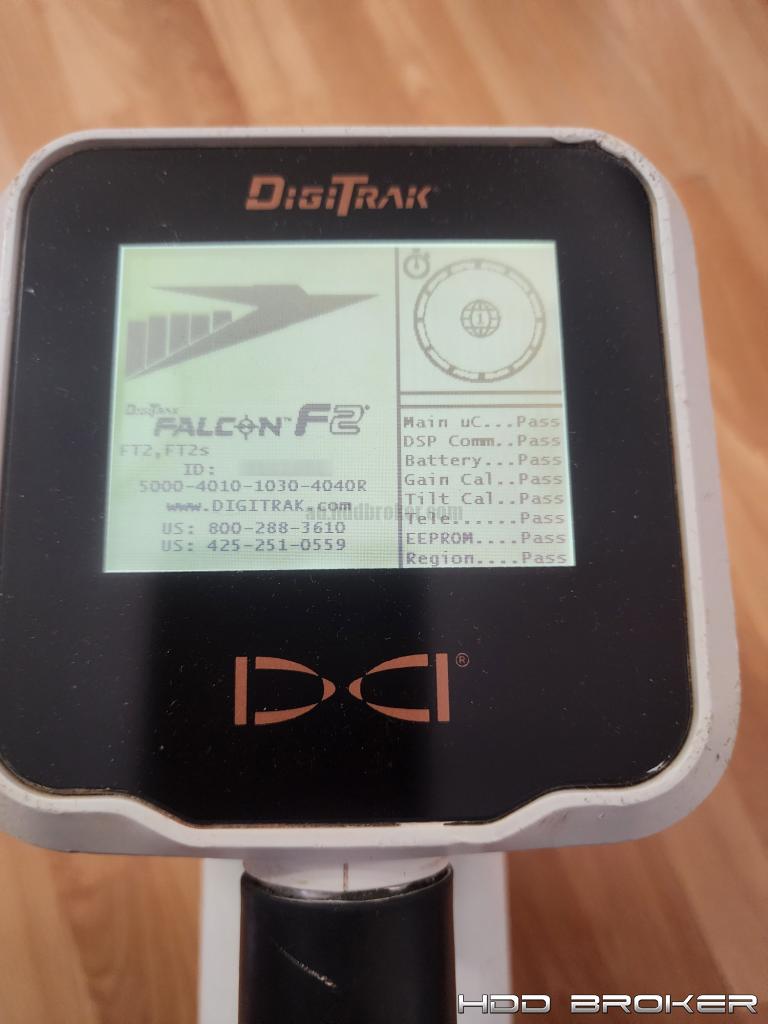 DIGITRAK
DIGITRAK
FALCON™ F2
FT2,FT2s
ID:
5000-4010-1030-4040R
www.DIGITRAK.com
US: 800-288-3610
US: 425-251-0559
1
Main uC...Pass
DSP Comm..Pass
Battery...Pass
Gain Cal..Pass
Tilt Cal..Pass
Tele......Pass
EEPROM....Pass
Region....Pass
DCI®
HDD BROKER